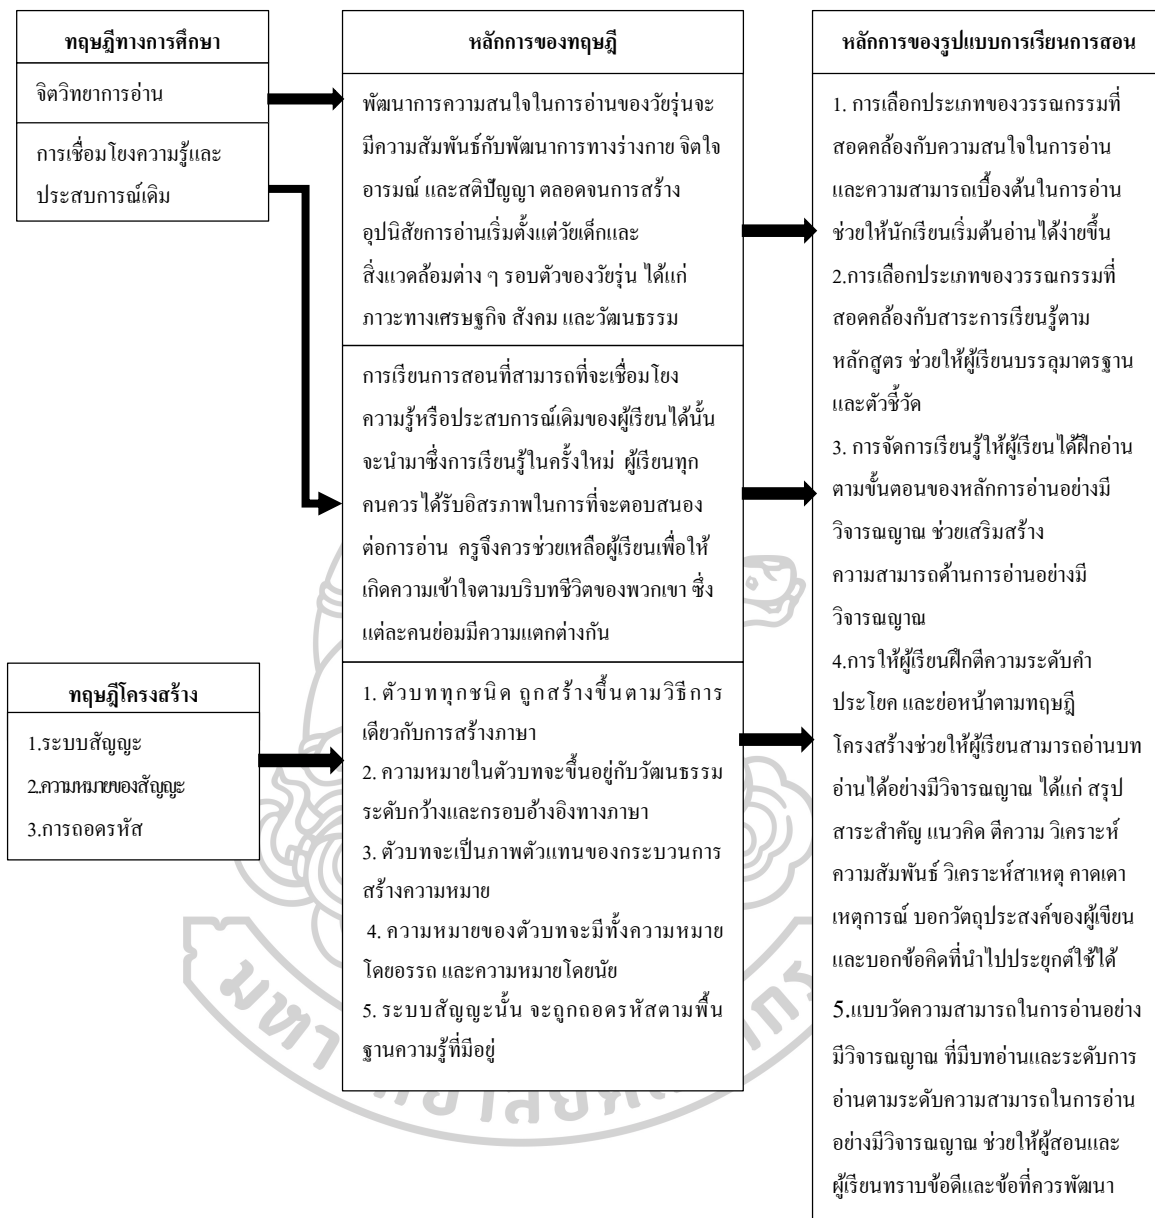 ทฤษฎีทางการศึกษา
จิตวิทยาการอ่าน
การเชื่อมโยงความรู้และ
ประสบการณ์เดิม
ทฤษฎีโครงสร้าง
1.ระบบสัญญะ
2.ความหมายของสัญญะ
3.การถอดรหัส
หลักการของทฤษฎี
พัฒนาการความสนใจในการอ่านของวัยรุ่นจะ
มีความสัมพันธ์กับพัฒนาการทางร่างกาย จิตใจ
อารมณ์ และสติปัญญา ตลอดจนการสร้าง
อุปนิสัยการอ่านเริ่มตั้งแต่วัยเด็กและ
สิ่งแวดล้อมต่าง ๆ รอบตัวของวัยรุ่น ได้แก่
ภาวะทางเศรษฐกิจ สังคม และวัฒนธรรม
การเรียนการสอนที่สามารถที่จะเชื่อมโยง
ความรู้หรือประสบการณ์เดิมของผู้เรียนได้นั้น
จะนำมาซึ่งการเรียนรู้ในครั้งใหม่ ผู้เรียนทุก
คนควรได้รับอิสรภาพในการที่จะตอบสนอง
ต่อการอ่าน ครูจึงควรช่วยเหลือผู้เรียนเพื่อให้
เกิดความเข้าใจตามบริบทชีวิตของพวกเขา ซึ่ง
แต่ละคนย่อมมีความแตกต่างกัน
1. ตัวบททุกชนิด ถูกสร้างขึ้นตามวิธีการ
เดียวกับการสร้างภาษา
2. ความหมายในตัวบทจะขึ้นอยู่กับวัฒนธรรม
ระดับกว้างและกรอบอ้างอิงทางภาษา
3. ตัวบทจะเป็นภาพตัวแทนของกระบวนการ
สร้างความหมาย
4. ความหมายของตัวบทจะมีทั้งความหมาย
โดยอรรถ และความหมายโดยนัย
5. ระบบสัญญะนั้น จะถูกถอดรหัสตามพื้น
ฐานความรู้ที่มีอยู่
หลักการของรูปแบบการเรียนการสอน
1. การเลือกประเภทของวรรณกรรมที่
สอดคล้องกับความสนใจในการอ่าน
และความสามารถเบื้องต้นในการอ่าน
ช่วยให้นักเรียนเริ่มต้นอ่านได้ง่ายขึ้น
2.การเลือกประเภทของวรรณกรรมที่
สอดคล้องกับสาระการเรียนรู้ตาม
หลักสูตร ช่วยให้ผู้เรียนบรรลุมาตรฐาน
และตัวชี้วัด
3. การจัดการเรียนรู้ให้ผู้เรียนได้ฝึกอ่าน
ตามขั้นตอนของหลักการอ่านอย่างมี
วิจารณญาณ ช่วยเสริมสร้าง
ความสามารถด้านการอ่านอย่างมี
วิจารณญาณ
4.การให้ผู้เรียนฝึกตีความระดับคำ
ประโยค และย่อหน้าตามทฤษฎี
โครงสร้างช่วยให้ผู้เรียนสามารถอ่านบท
อ่านได้อย่างมีวิจารณญาณ ได้แก่ สรุป
สาระสำคัญ แนวคิด ตีความ วิเคราะห์
ความสัมพันธ์ วิเคราะห์สาเหตุ คาดเดา
เหตุการณ์ บอกวัตถุประสงค์ของผู้เขียน
และบอกข้อคิดที่นำไปประยุกต์ใช้ได้
5.แบบวัดความสามารถในการอ่านอย่าง
มีวิจารณญาณ ที่มีบทอ่านและระดับการ
อ่านตามระดับความสามารถในการอ่าน
อย่างมีวิจารณญาณ ช่วยให้ผู้สอนและ
ผู้เรียนทราบข้อดีและข้อที่ควรพัฒนา